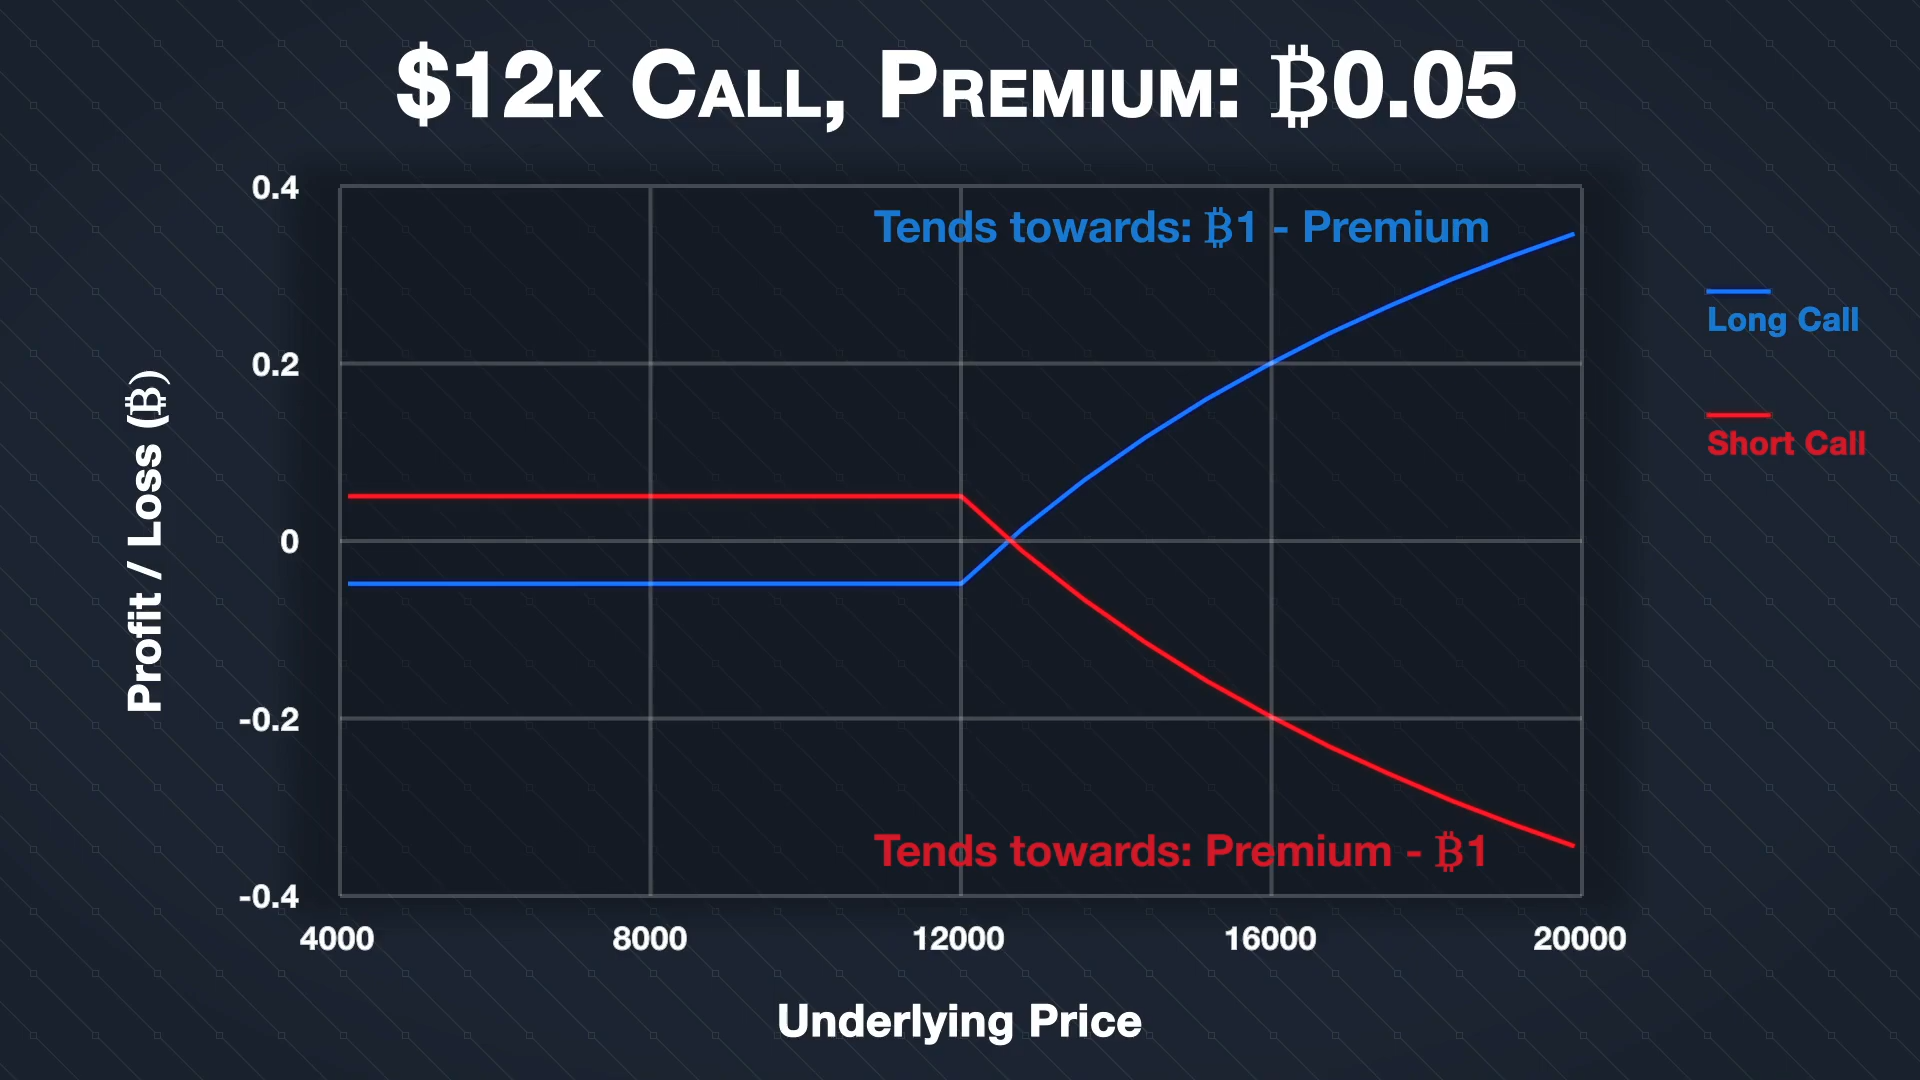 $12k Call, Premium: ₿0.05
0.4
0.2
0
-0.2
-0.4
Profit / Loss (₿)
Tends towards: ₿1 - Premium
Tends towards: Premium - ₿1
Long Call
Short Call
4000 8000 12000 16000 20000
Underlying Price